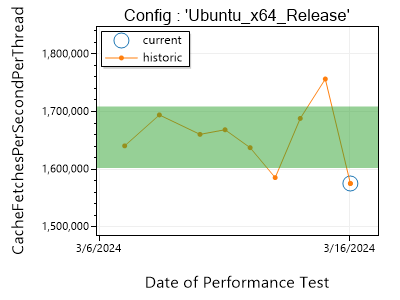 Config : 'Ubuntu_x64_Release'
CacheFetchesPerSecondPerThread
current
historic
1,800,000
1,700,000
1,600,000
1,500,000
3/6/2024
3/16/2024
Date of Performance Test